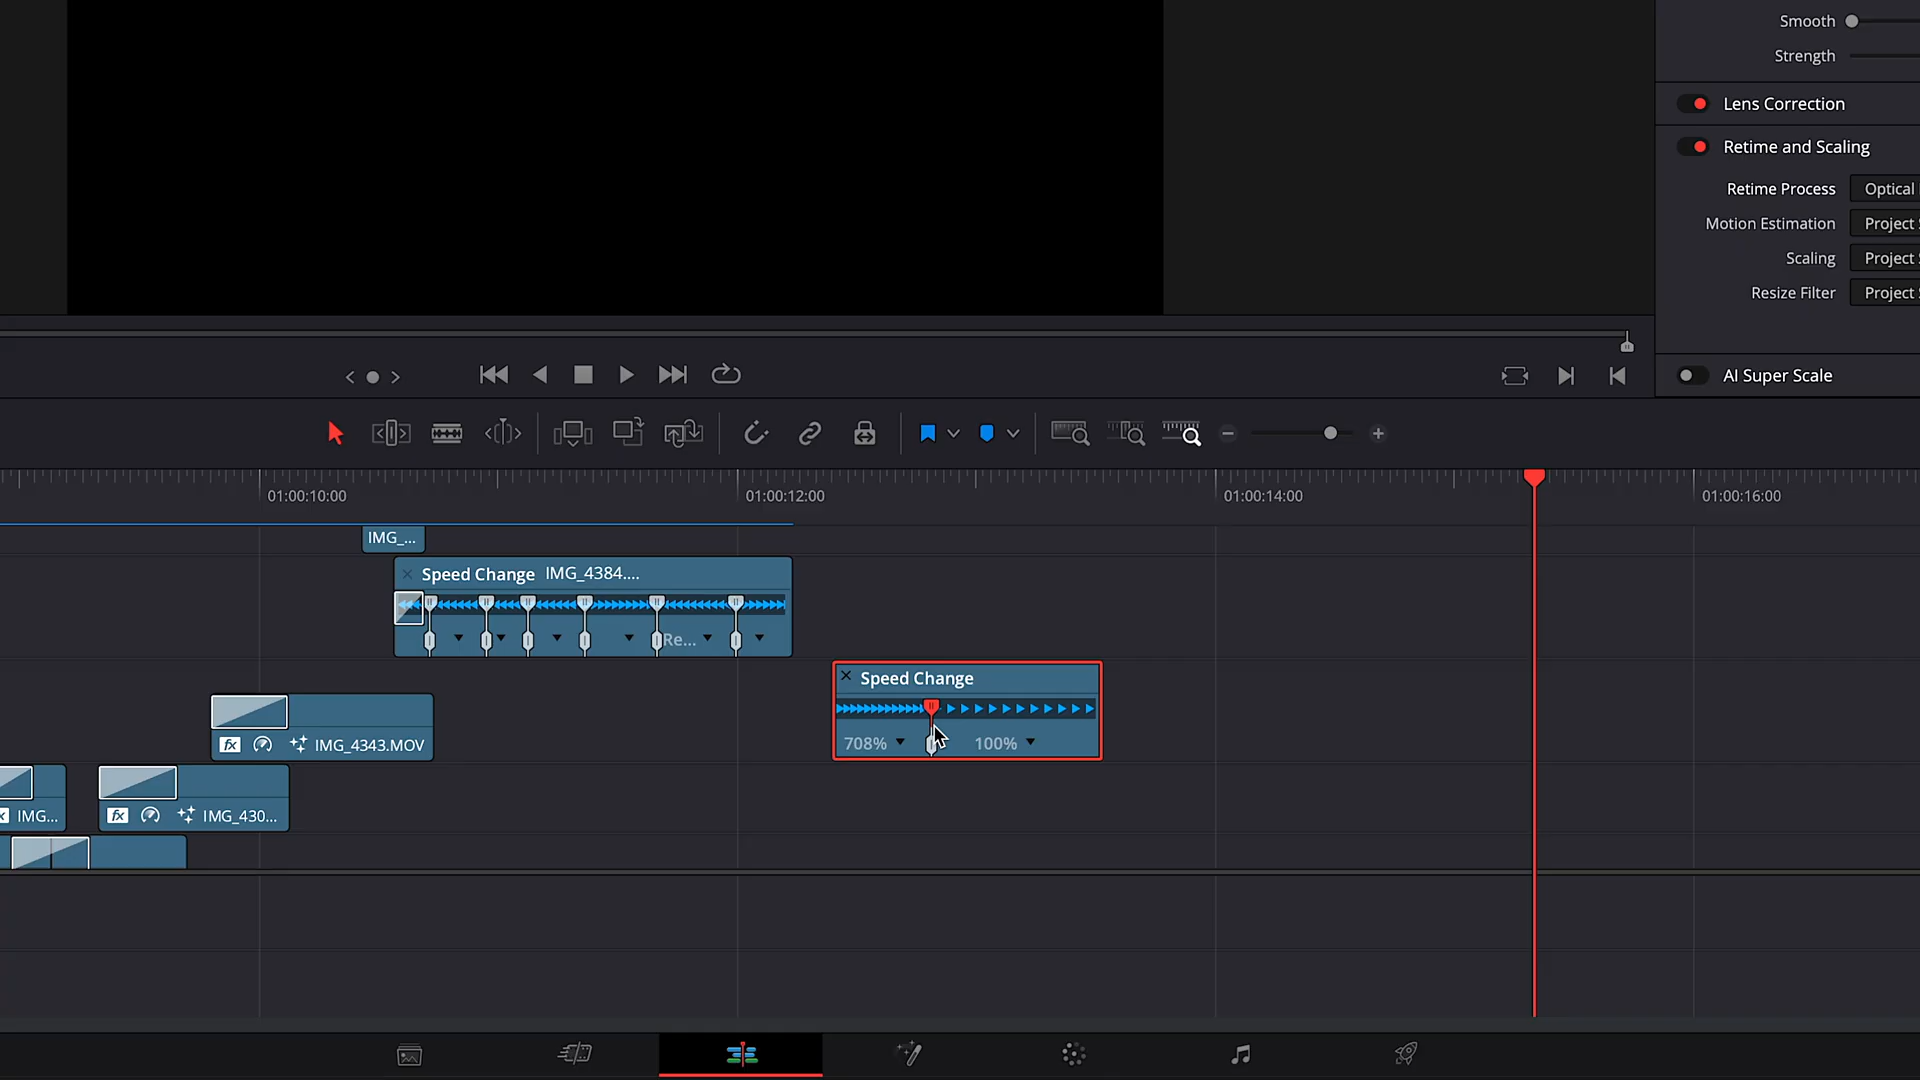 Smooth
Strength
Lens Correction
Retime and Scaling
Retime Process Optical
Motion Estimation Project
Scaling Project
Resize Filter Project
AI Super Scale
01:00:10:00 01:00:12:00 01:00:14:00 01:00:16:00
IMG_...
Speed Change IMG_4384....
Re...
Speed Change
708% 100%
fx IMG_4343.MOV
IMG... fx IMG_430...